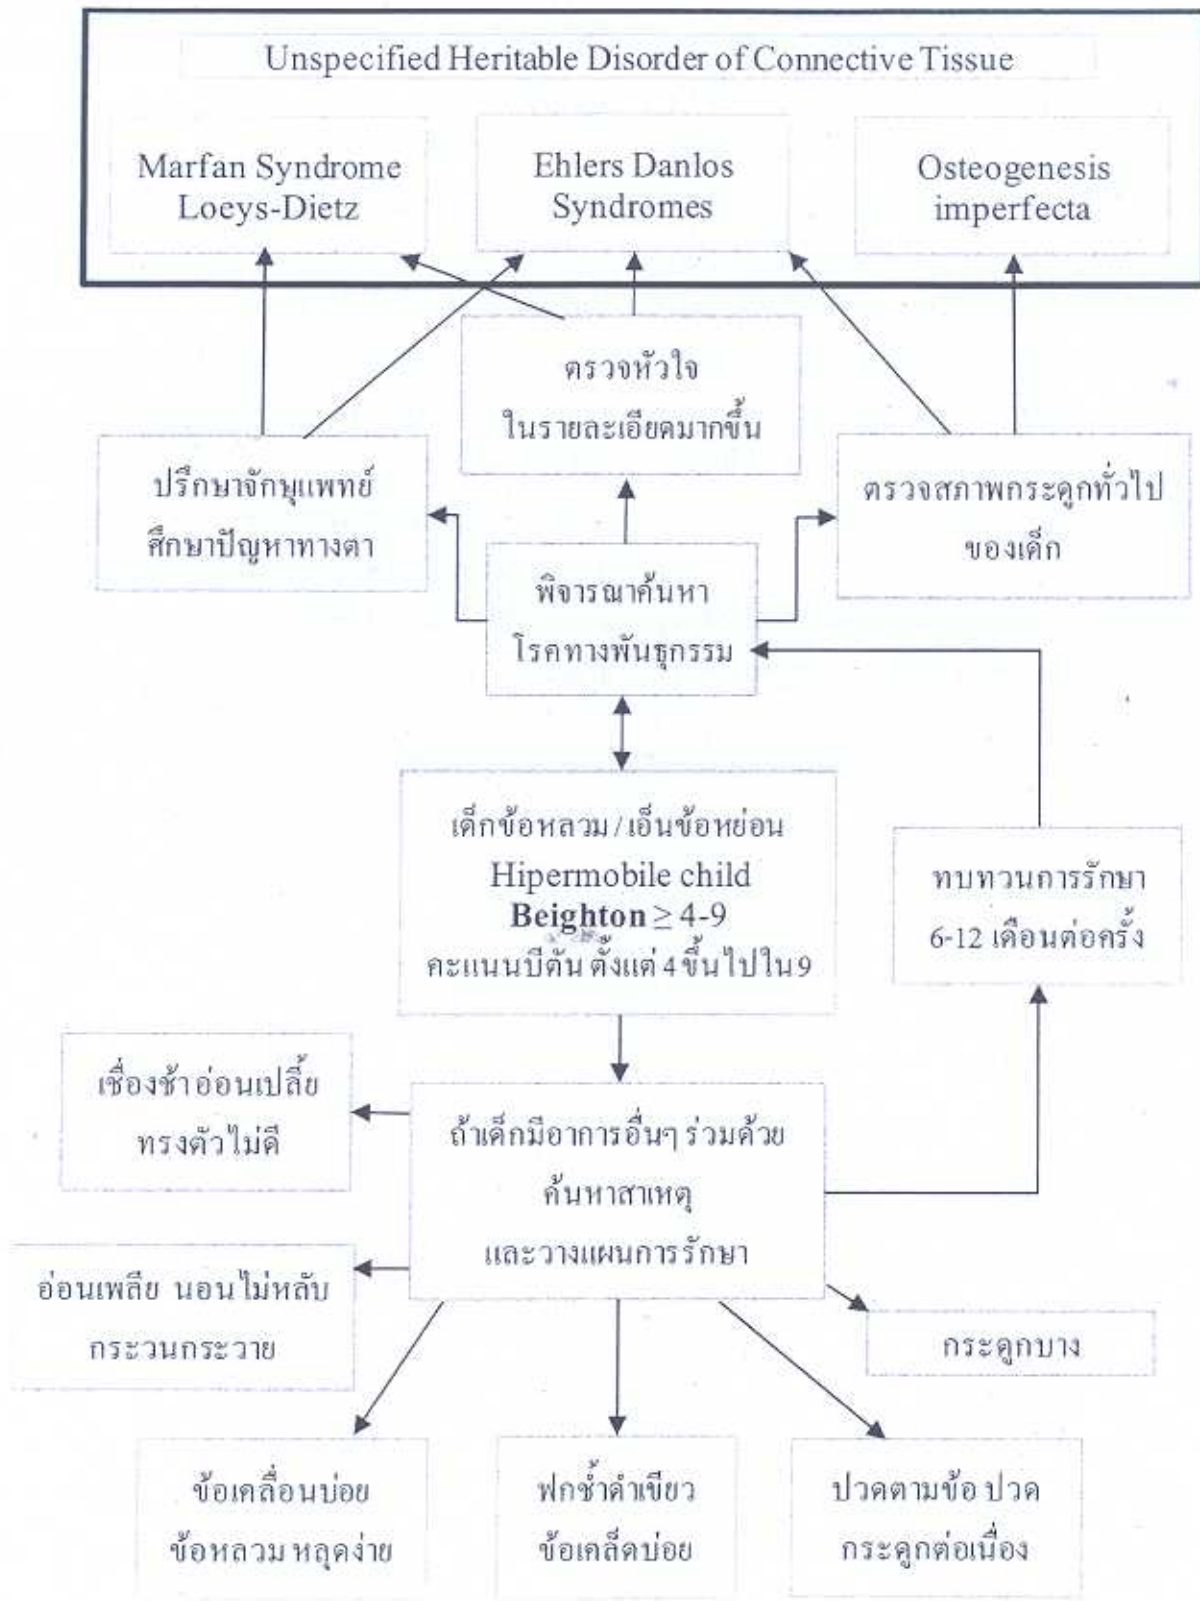 Unspecified Heritable Disorder of Connective Tissue
Marfan Syndrome
Loeys-Dietz
Ehlers Danlos
Syndromes
Osteogenesis
imperfecta
ตรวจหัวใจ
ในรายละเอียดมากขึ้น
ปรึกษาจักษุแพทย์
ศึกษาปัญหาทางตา
ตรวจสภาพกระดูกทั่วไป
ของเด็ก
พิจารณาค้นหา
โรคทางพันธุกรรม
เด็กข้อหลวม / เอ็นข้อหย่อน
Hipermobile child
Beighton ≥ 4-9
คะแนนบีตัน ตั้งแต่ 4 ขึ้นไปใน 9
ทบทวนการรักษา
6-12 เดือนต่อครั้ง
เชื่องช้า อ่อนเปลี้ย
ทรงตัวไม่ดี
ถ้าเด็กมีอาการอื่นๆ ร่วมด้วย
ค้นหาสาเหตุ
และวางแผนการรักษา
อ่อนเพลีย นอนไม่หลับ
กระวนกระวาย
กระดูกบาง
ข้อเคลื่อนบ่อย
ข้อหลวม หลุดง่าย
ฟกช้ำดำเขียว
ข้อเคล็ดบ่อย
ปวดตามข้อ ปวด
กระดูกต่อเนื่อง